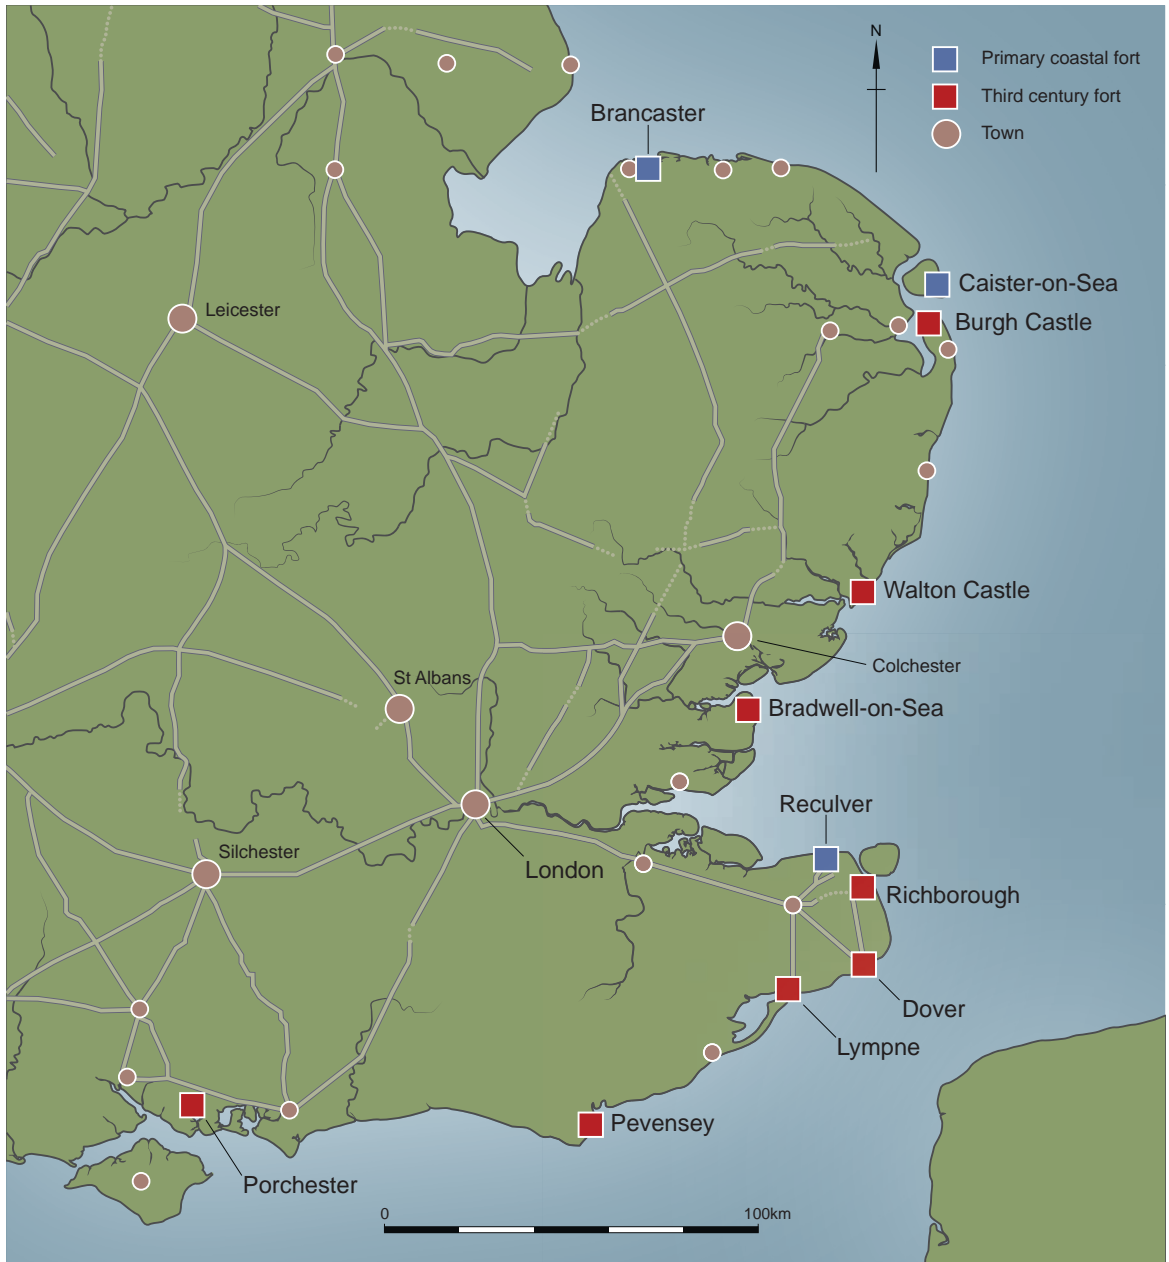 N
Primary coastal fort
Third century fort
Town
Brancaster
Caister-on-Sea
Leicester
Burgh Castle
Walton Castle
Colchester
St Albans
Bradwell-on-Sea
Reculver
Silchester
London
Richborough
Dover
Lympne
Pevensey
Porchester
0
100km